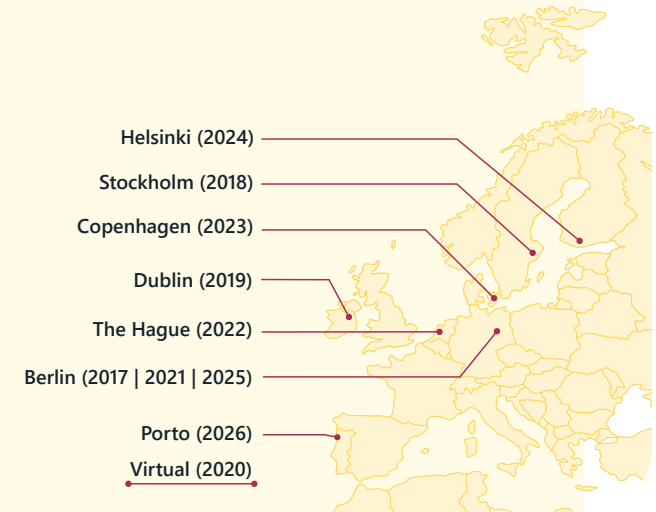 Helsinki (2024)
Stockholm (2018)
Copenhagen (2023)
Dublin (2019)
The Hague (2022)
Berlin (2017 | 2021 | 2025)
Porto (2026)
Virtual (2020)